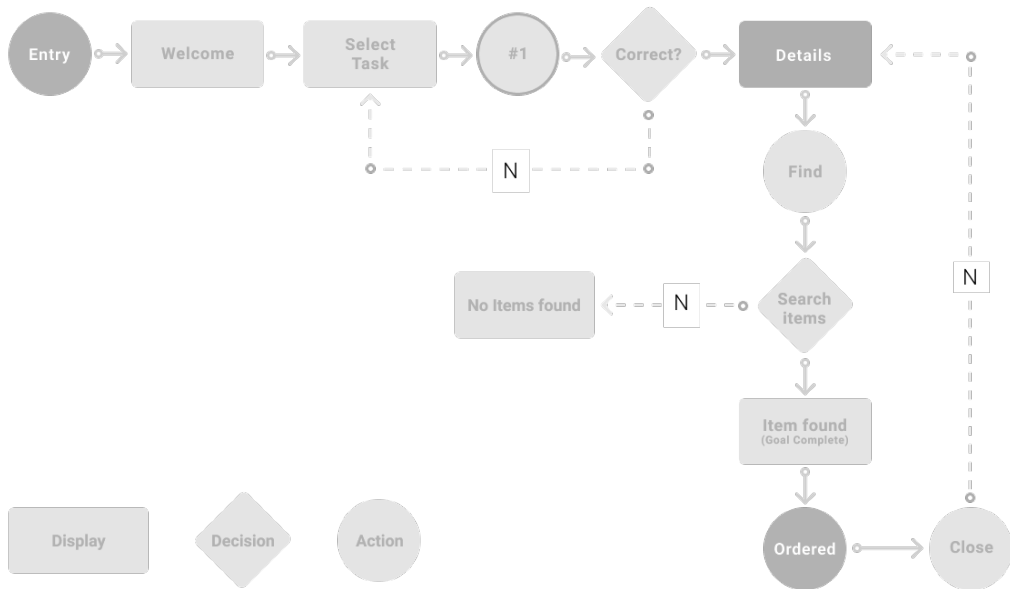 Entry
Welcome
Select
Task
#1
Correct?
Details
N
Find
N
Search
items
N
No Items found
Item found
(Goal Complete)
Display
Decision
Action
Ordered
Close